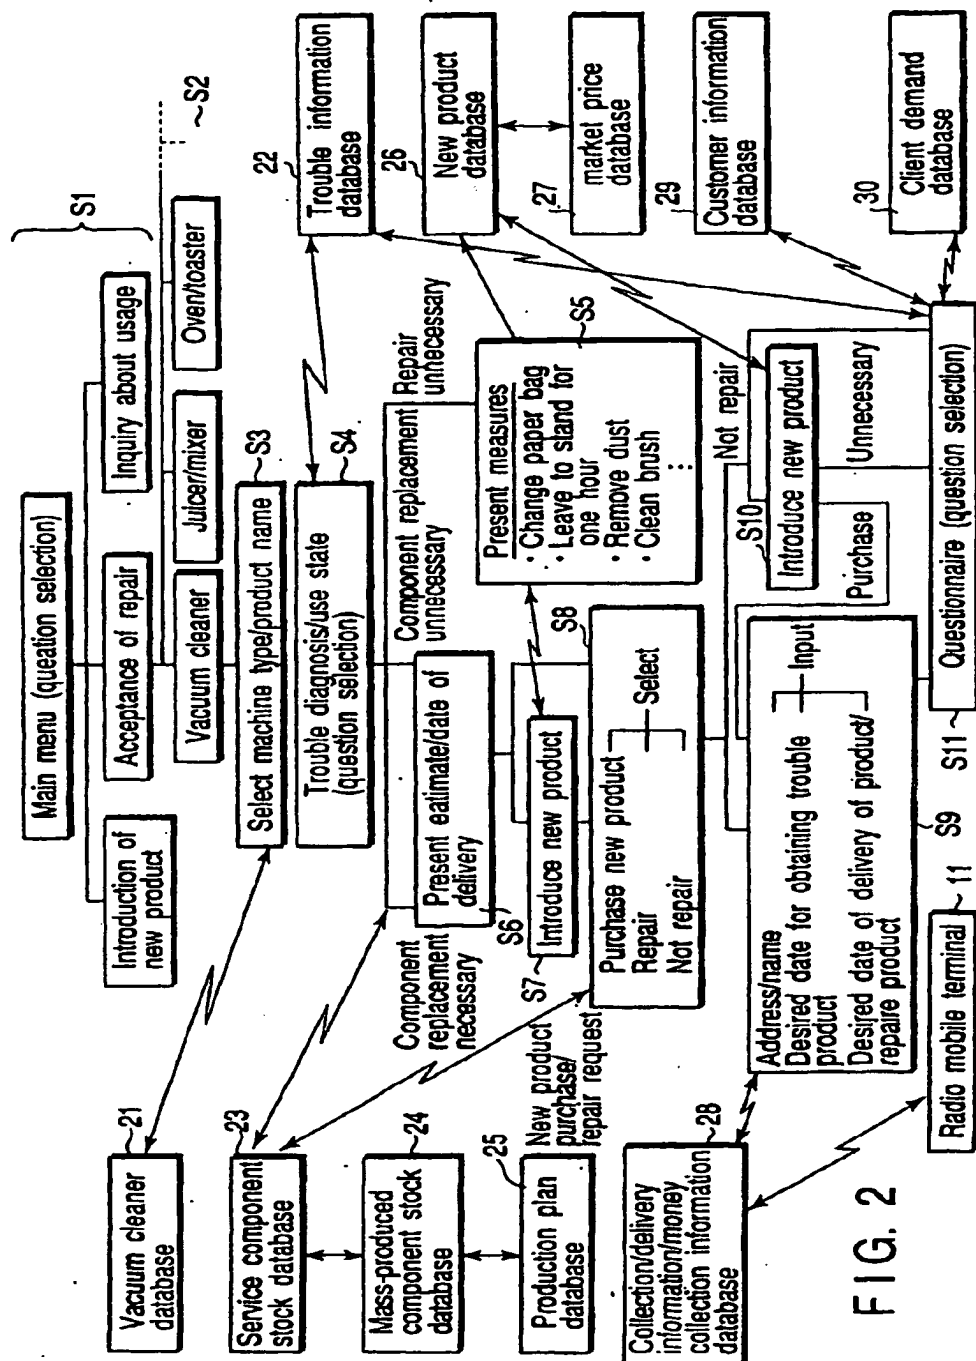 Main menu (queation selection)
S1
Introduction of
new product
Acceptance of repair
Inquiry about usage
S2
Vacuum cleaner
Juicer/mixer
Oven/toaster
Select machine type/product name
S3
Trouble diagnosis/use state
(question selection)
S4
21
Vacuum cleaner
database
22
Trouble information
database
23
Service component
stock database
24
Mass-produced
component stock
database
25
Production plan
database
26
New product
database
27
market price
database
Component
replacement
necessary
Component replacement
unnecessary
Repair
unnecessary
Present eatimate/date of
delivery
S6
Present measures
· Change paper bag
· Leave to stand for
one hour
· Remove dust
· Clean brush
S5
Introduce new product
S7
New product
purchase/
repair request
Purchase new product
Repair
Not repair
Select
S8
28
Collection/delivery
information/money
collection information
database
29
Customer information
database
30
Client demand
database
Not repair
S10
Introduce new product
Purchase
Unnecessary
Address/name
Desired date for obtaining trouble
product
Desired date of delivery of product/
repaire product
Input
S9
Radio mobile terminal
11
S11
Questionnaire (question selection)
FIG. 2